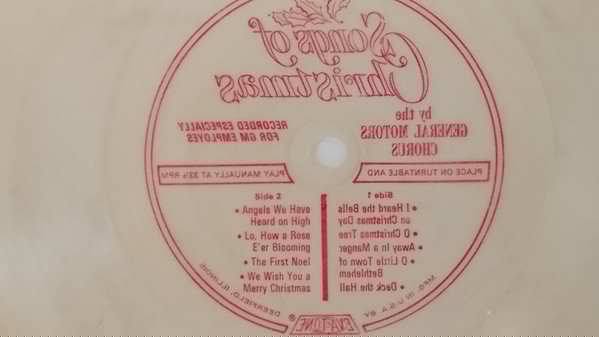 Songs of
Christmas
by the
GENERAL MOTORS
CHORUS
RECORDED ESPECIALLY
FOR GM EMPLOYES
PLACE ON TURNTABLE AND
PLAY MANUALLY AT 33⅓ RPM
Side 1
• I Heard the Bells
on Christmas Day
• O Christmas Tree
• Away in a Manger
• O Little Town of
Bethlehem
• Deck the Hall
Side 2
• Angels We Have
Heard on High
• Lo, How a Rose
E'er Blooming
• The First Noel
• We Wish You a
Merry Christmas
MFG. IN U.S.A. BY
EVA-TONE
® DEERFIELD, ILLINOIS